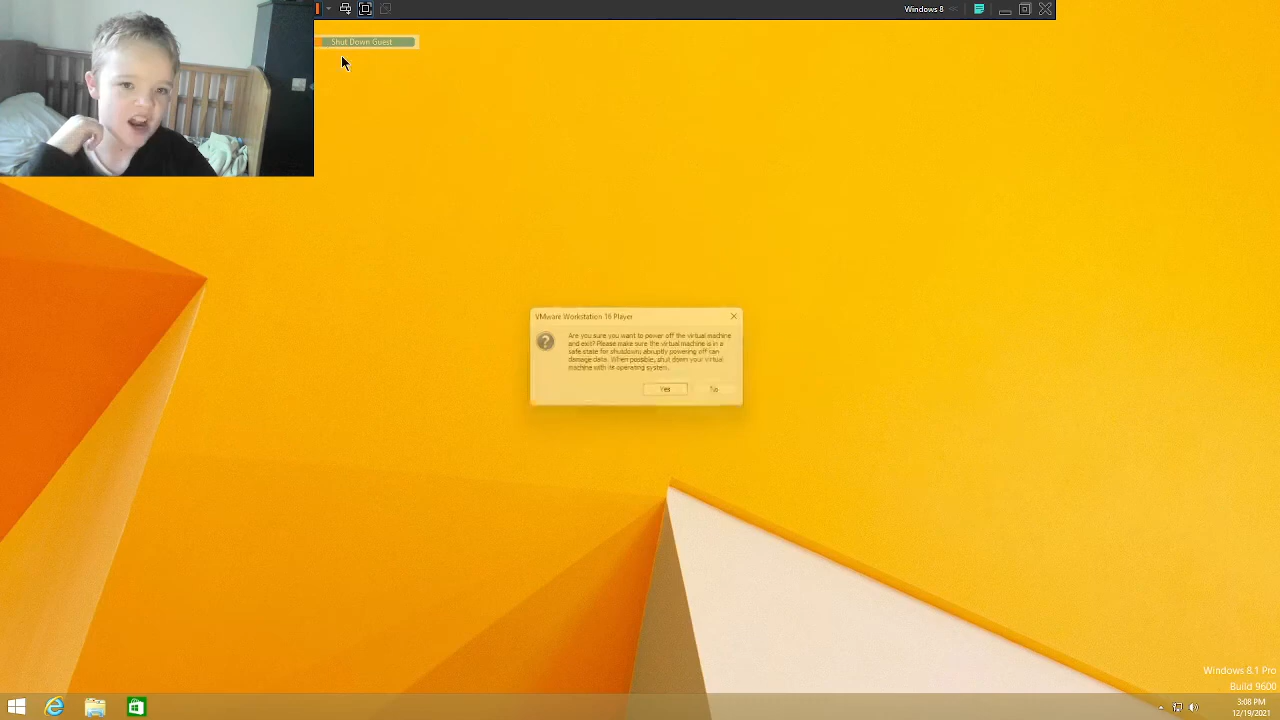 Windows 8
Shut Down Guest
VMware Workstation 16 Player
Are you sure you want to power off the virtual machine
and exit? Please make sure the virtual machine is in a
safe state for shutdown; abruptly powering off can
damage data. When possible, shut down your virtual
machine with its operating system.
Yes
No
Windows 8.1 Pro
Build 9600
3:08 PM
12/19/2021